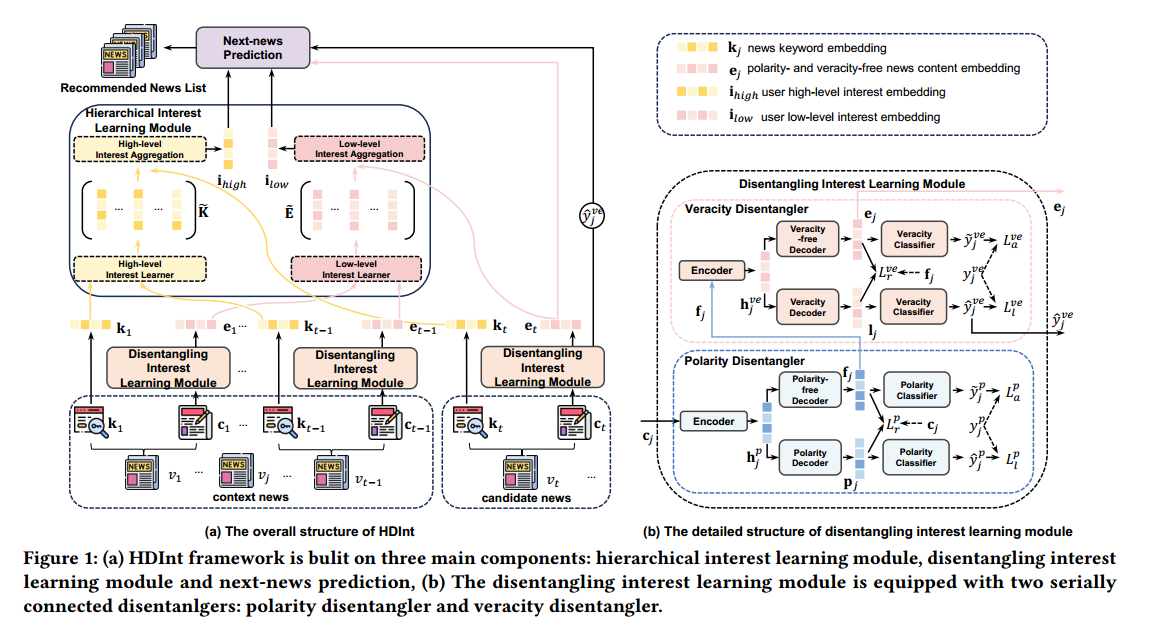 Next-news
Prediction
NEWS
Recommended News List
Hierarchical Interest
Learning Module
High-level
Interest Aggregation
Low-level
Interest Aggregation
i_high
i_low
... ...
K̃
Ẽ
... ...
ŷ_j^ve
High-level
Interest Learner
Low-level
Interest Learner
k_1
e_1...
k_{t−1}
e_{t−1}
k_t
e_t
Disentangling
Interest
Learning Module
...
Disentangling
Interest
Learning Module
Disentangling
Interest
Learning Module
k_1
c_1 ...
k_{t−1}
c_{t−1}
k_t
c_t
NEWS
v_1
...
NEWS
v_j
...
NEWS
v_{t−1}
NEWS
v_t
...
context news
candidate news
(a) The overall structure of HDInt
k_j news keyword embedding
e_j polarity- and veracity-free news content embedding
i_high user high-level interest embedding
i_low user low-level interest embedding
Disentangling Interest Learning Module
Veracity Disentangler
e_j
e_j
Veracity
-free
Decoder
Veracity
Classifier
ỹ_j^ve
L_a^ve
Encoder
L_r^ve
f_j
y_j^ve
h_j^ve
Veracity
Decoder
Veracity
Classifier
ŷ_j^ve
L_l^ve
f_j
l_j
ŷ_j^ve
Polarity Disentangler
f_j
Polarity-
free
Decoder
Polarity
Classifier
ỹ_j^p
L_a^p
Encoder
L_r^p
c_j
y_j^p
c_j
h_j^p
Polarity
Decoder
Polarity
Classifier
ŷ_j^p
L_l^p
p_j
(b) The detailed structure of disentangling interest learning module
Figure 1: (a) HDInt framework is bulit on three main components: hierarchical interest learning module, disentangling interest
learning module and next-news prediction, (b) The disentangling interest learning module is equipped with two serially
connected disentanlgers: polarity disentangler and veracity disentangler.